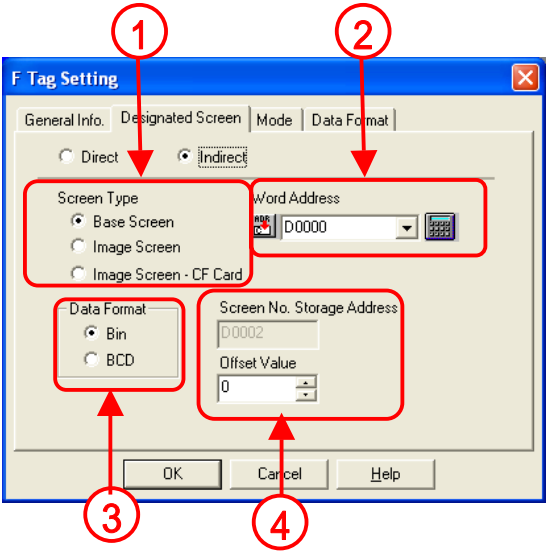 1 2
F Tag Setting
General Info. Designated Screen Mode Data Format
Direct Indirect
Screen Type
Base Screen
Image Screen
Image Screen - CF Card
Word Address
ADR
D0000
Data Format
Bin
BCD
Screen No. Storage Address
D0002
Offset Value
0
OK Cancel Help
3 4